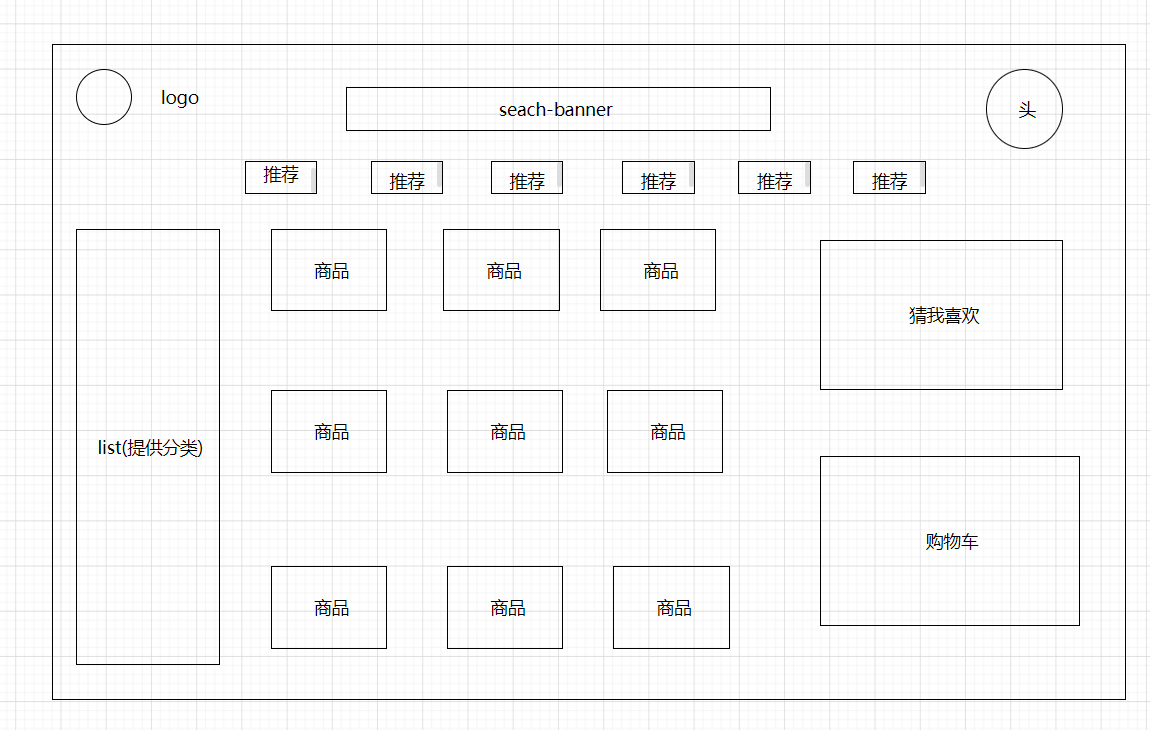 logo
seach-banner
头
推荐
推荐
推荐
推荐
推荐
推荐
商品
商品
商品
猜我喜欢
商品
商品
商品
list(提供分类)
购物车
商品
商品
商品